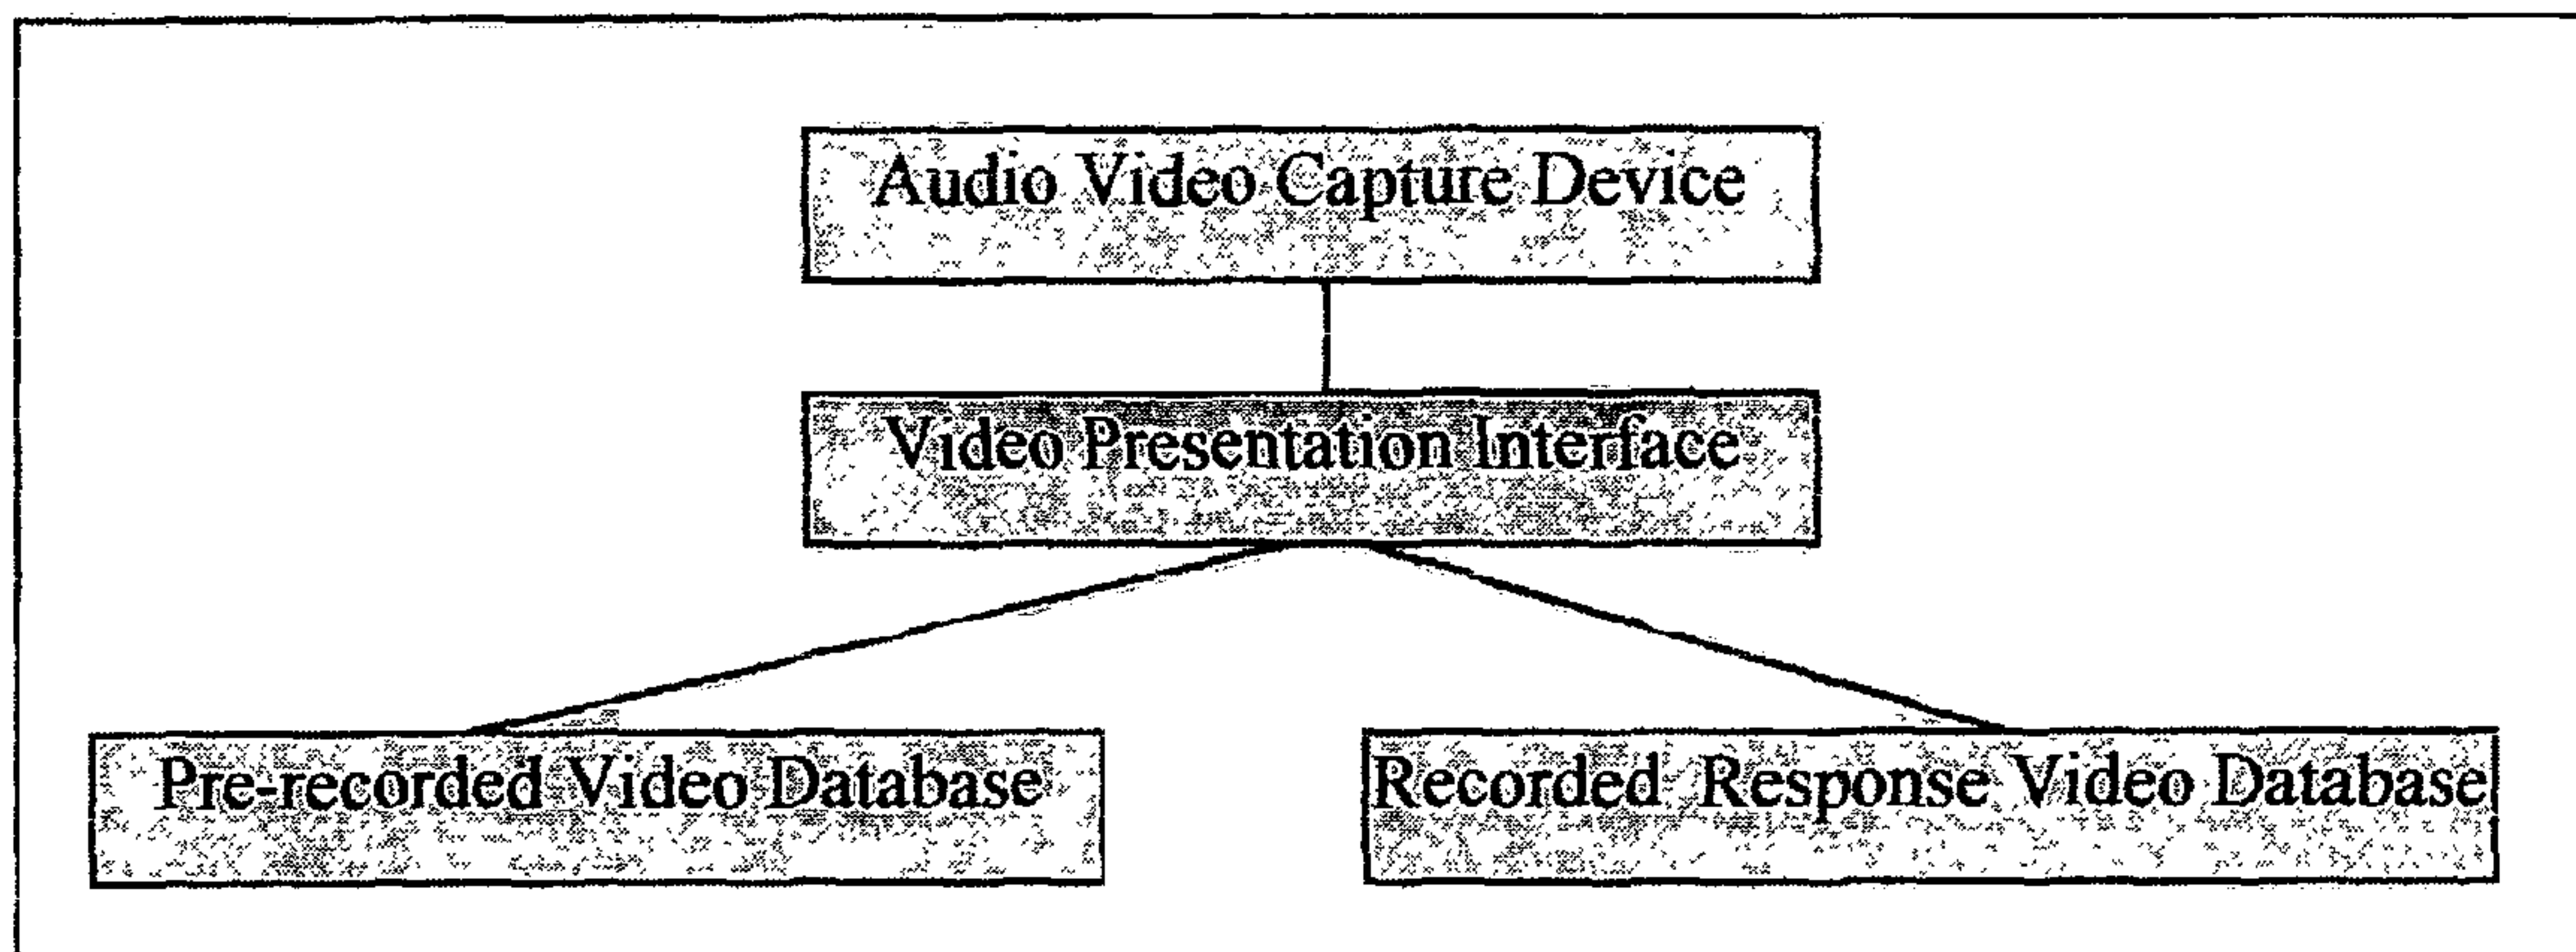 Audio Video Capture Device
Video Presentation Interface
Pre-recorded Video Database
Recorded Response Video Database